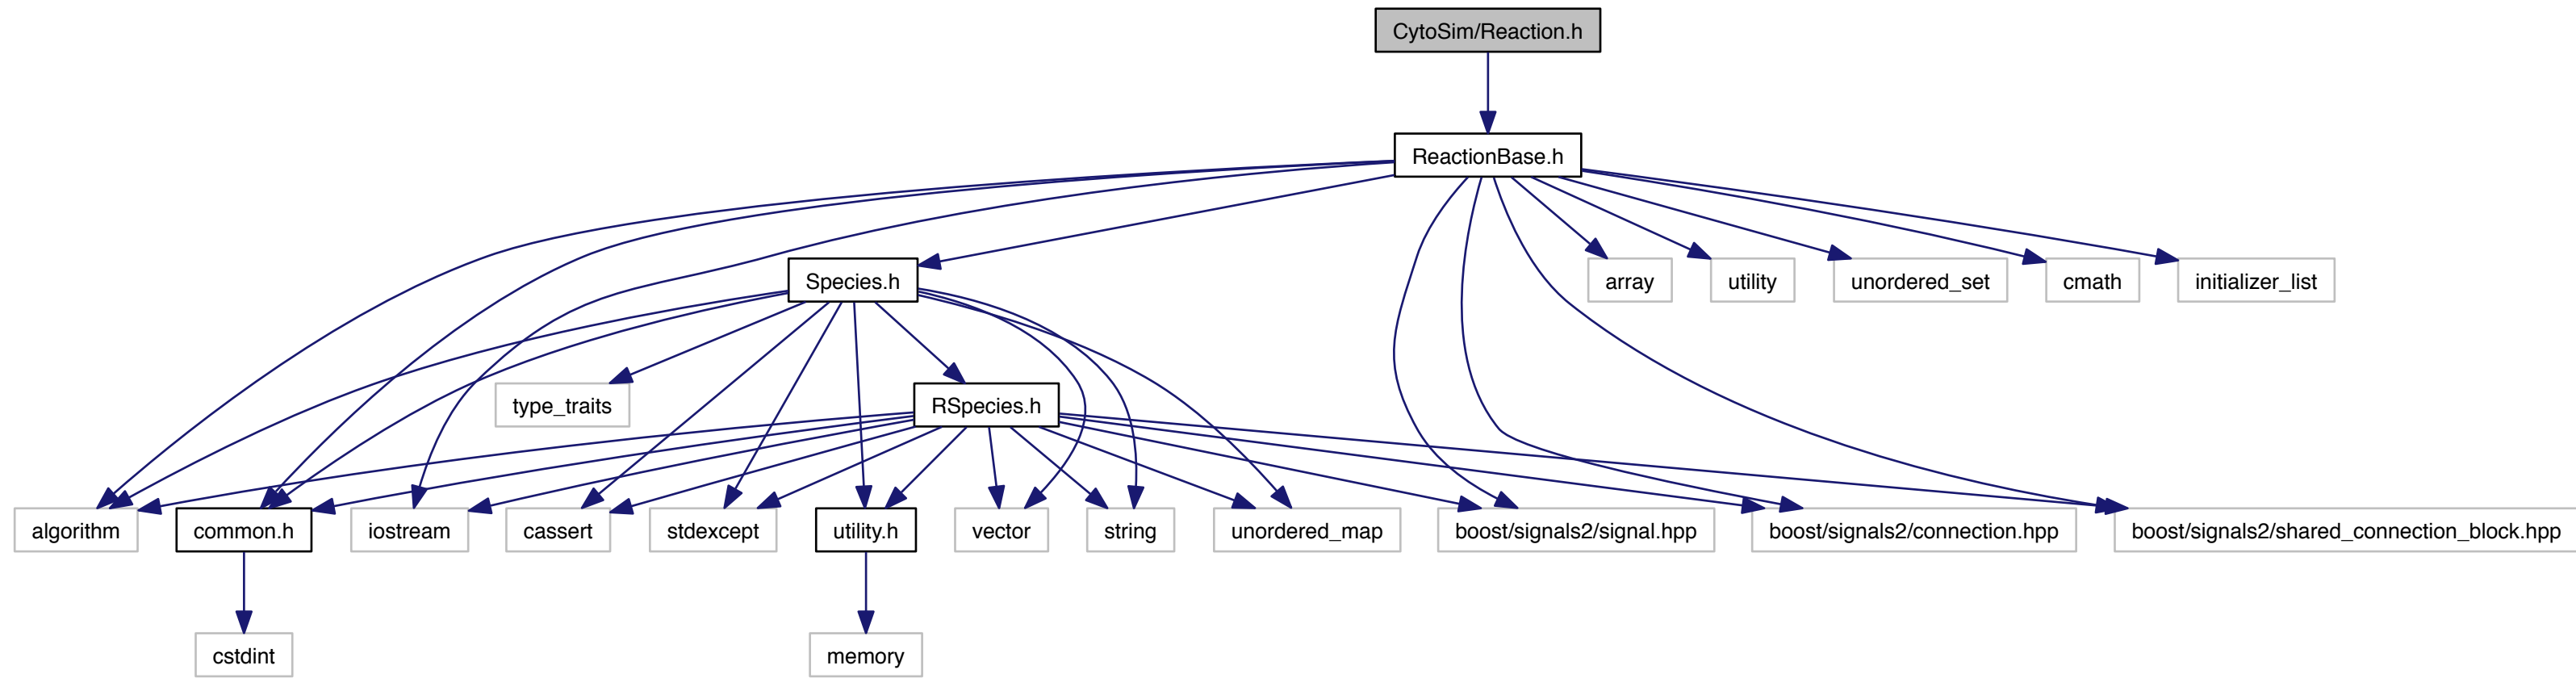 CytoSim/Reaction.h
ReactionBase.h
Species.h
array
utility
unordered_set
cmath
initializer_list
type_traits
RSpecies.h
algorithm
common.h
iostream
cassert
stdexcept
utility.h
vector
string
unordered_map
boost/signals2/signal.hpp
boost/signals2/connection.hpp
boost/signals2/shared_connection_block.hpp
cstdint
memory